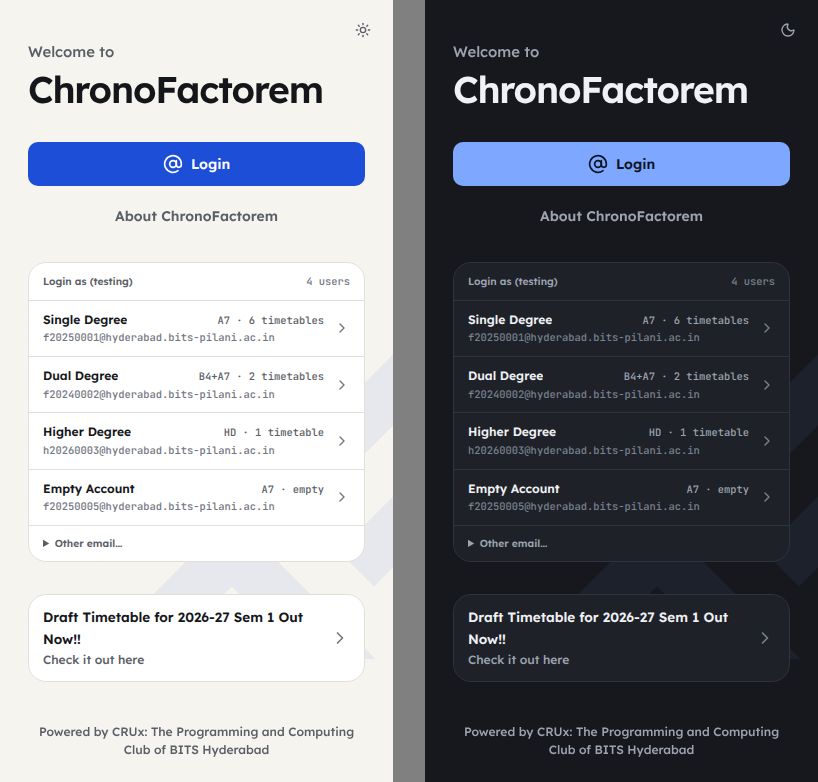 Welcome to
ChronoFactorem
Login
About ChronoFactorem
Login as (testing) 4 users
Single Degree A7 · 6 timetables
f20250001@hyderabad.bits-pilani.ac.in
Dual Degree B4+A7 · 2 timetables
f20240002@hyderabad.bits-pilani.ac.in
Higher Degree HD · 1 timetable
h20260003@hyderabad.bits-pilani.ac.in
Empty Account A7 · empty
f20250005@hyderabad.bits-pilani.ac.in
Other email…
Draft Timetable for 2026-27 Sem 1 Out
Now!!
Check it out here
Powered by CRUx: The Programming and Computing
Club of BITS Hyderabad
Welcome to
ChronoFactorem
Login
About ChronoFactorem
Login as (testing) 4 users
Single Degree A7 · 6 timetables
f20250001@hyderabad.bits-pilani.ac.in
Dual Degree B4+A7 · 2 timetables
f20240002@hyderabad.bits-pilani.ac.in
Higher Degree HD · 1 timetable
h20260003@hyderabad.bits-pilani.ac.in
Empty Account A7 · empty
f20250005@hyderabad.bits-pilani.ac.in
Other email…
Draft Timetable for 2026-27 Sem 1 Out
Now!!
Check it out here
Powered by CRUx: The Programming and Computing
Club of BITS Hyderabad